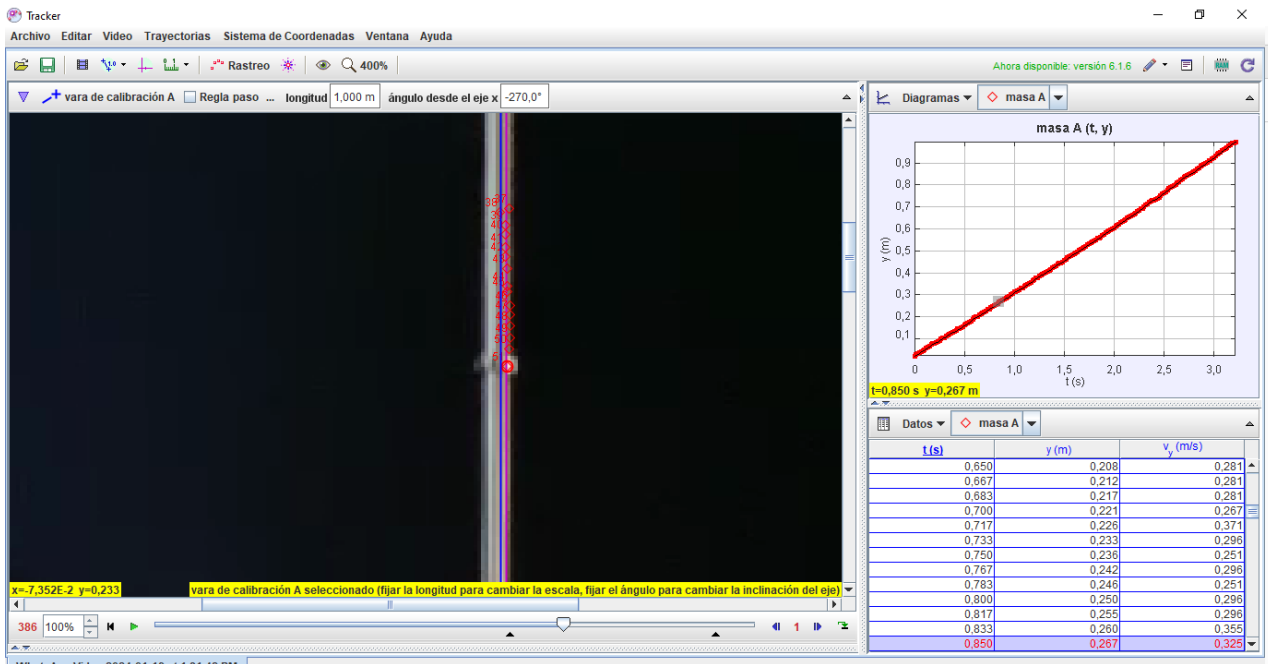 Tracker
Archivo Editar Video Trayectorias Sistema de Coordenadas Ventana Ayuda
1.0 Rastreo 400% Ahora disponible: versión 6.1.6
vara de calibración A Regla paso ... longitud 1,000 m ángulo desde el eje x -270,0°
Diagramas masa A
masa A (t, y)
y (m)
0,9
0,8
0,7
0,6
0,5
0,4
0,3
0,2
0,1
0 0,5 1,0 1,5 2,0 2,5 3,0
t (s)
t=0,850 s y=0,267 m
Datos masa A
t (s) y (m) v_y (m/s)
0,650 0,208 0,281
0,667 0,212 0,281
0,683 0,217 0,281
0,700 0,221 0,267
0,717 0,226 0,371
0,733 0,233 0,296
0,750 0,236 0,251
0,767 0,242 0,296
0,783 0,246 0,251
0,800 0,250 0,296
0,817 0,255 0,296
0,833 0,260 0,355
0,850 0,267 0,325
x=-7,352E-2 y=0,233 vara de calibración A seleccionado (fijar la longitud para cambiar la escala, fijar el ángulo para cambiar la inclinación del eje)
386 100% 1